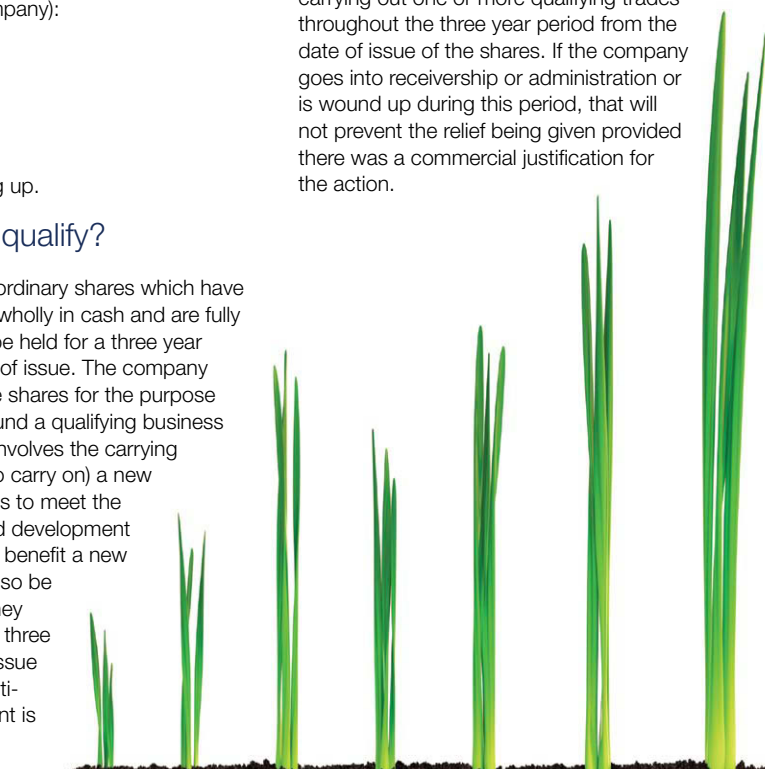 npany):
g up.
qualify?
ordinary shares which have
wholly in cash and are fully
be held for a three year
of issue. The company
e shares for the purpose
und a qualifying business
nvolves the carrying
o carry on) a new
s to meet the
d development
benefit a new
so be
ney
three
ssue
ti-
nt is
carrying out one or more qualifying trades
throughout the three year period from the
date of issue of the shares. If the company
goes into receivership or administration or
is wound up during this period, that will
not prevent the relief being given provided
there was a commercial justification for
the action.